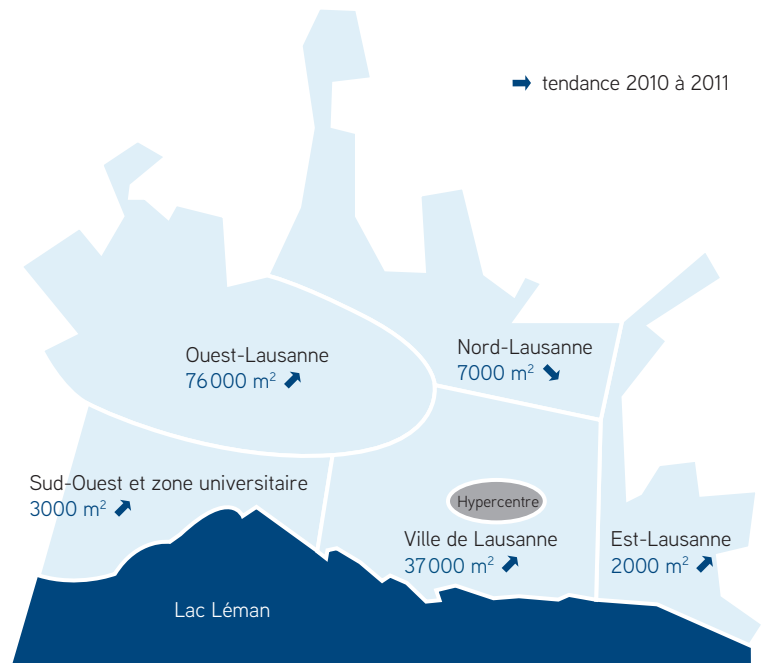 tendance 2010 à 2011
Ouest-Lausanne
76 000 m²
Nord-Lausanne
7000 m²
Sud-Ouest et zone universitaire
3000 m²
Hypercentre
Ville de Lausanne
37 000 m²
Est-Lausanne
2000 m²
Lac Léman